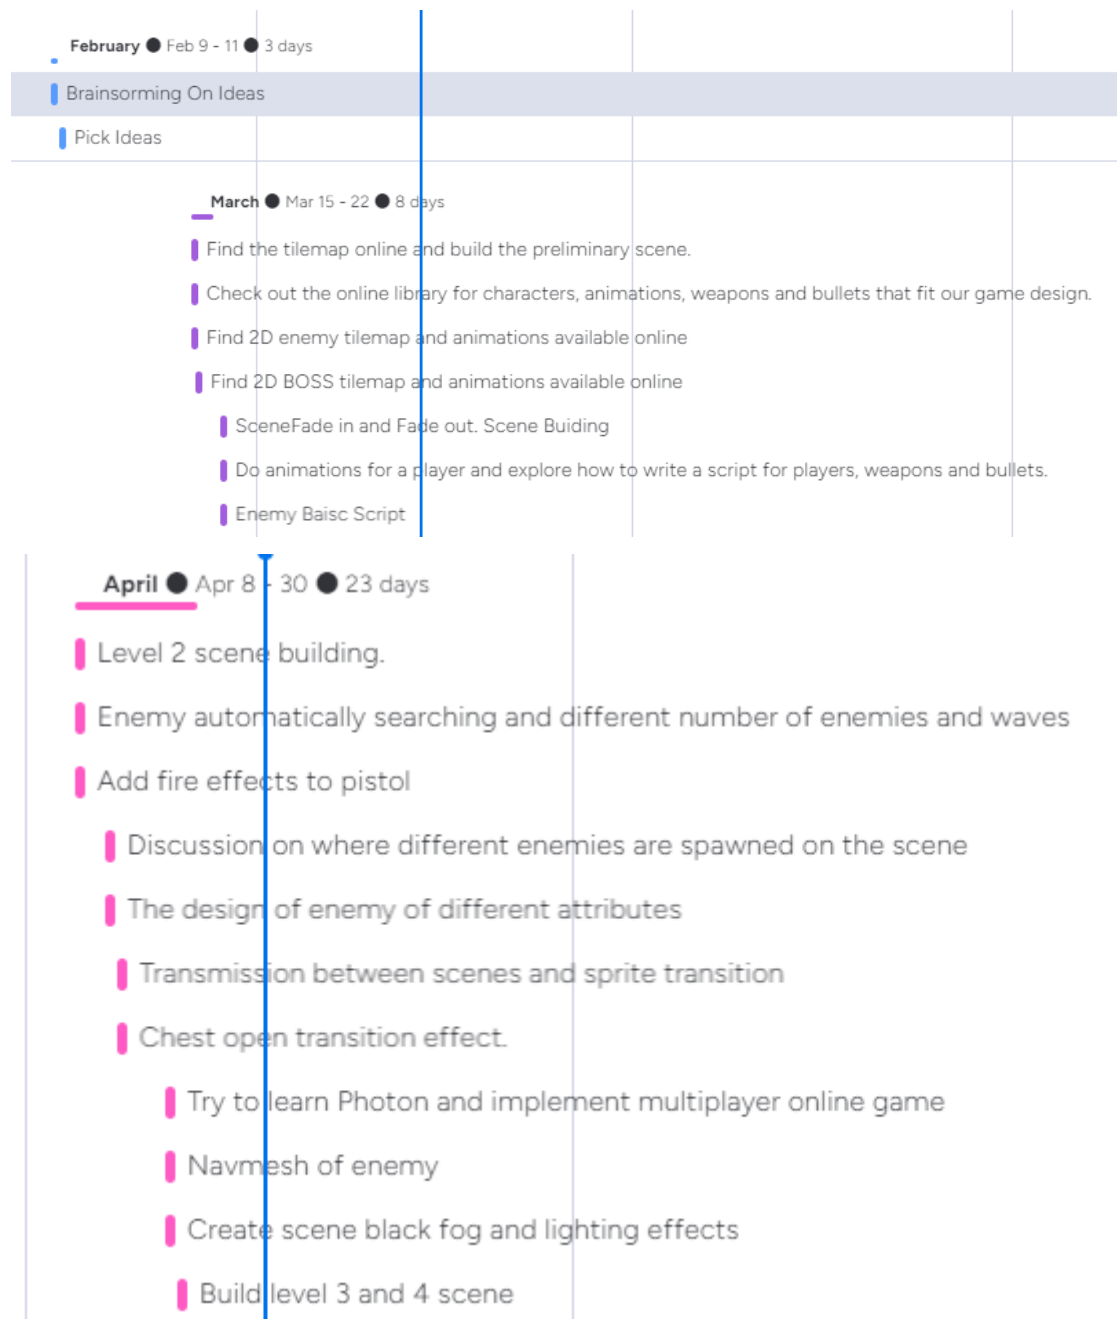 February ● Feb 9 - 11 ● 3 days
Brainsorming On Ideas
Pick Ideas
March ● Mar 15 - 22 ● 8 days
Find the tilemap online and build the preliminary scene.
Check out the online library for characters, animations, weapons and bullets that fit our game design.
Find 2D enemy tilemap and animations available online
Find 2D BOSS tilemap and animations available online
SceneFade in and Fade out. Scene Buiding
Do animations for a player and explore how to write a script for players, weapons and bullets.
Enemy Baisc Script
April ● Apr 8 - 30 ● 23 days
Level 2 scene building.
Enemy automatically searching and different number of enemies and waves
Add fire effects to pistol
Discussion on where different enemies are spawned on the scene
The design of enemy of different attributes
Transmission between scenes and sprite transition
Chest open transition effect.
Try to learn Photon and implement multiplayer online game
Navmesh of enemy
Create scene black fog and lighting effects
Build level 3 and 4 scene